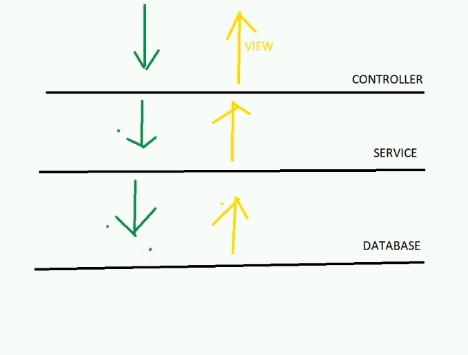 VIEW
CONTROLLER
SERVICE
DATABASE